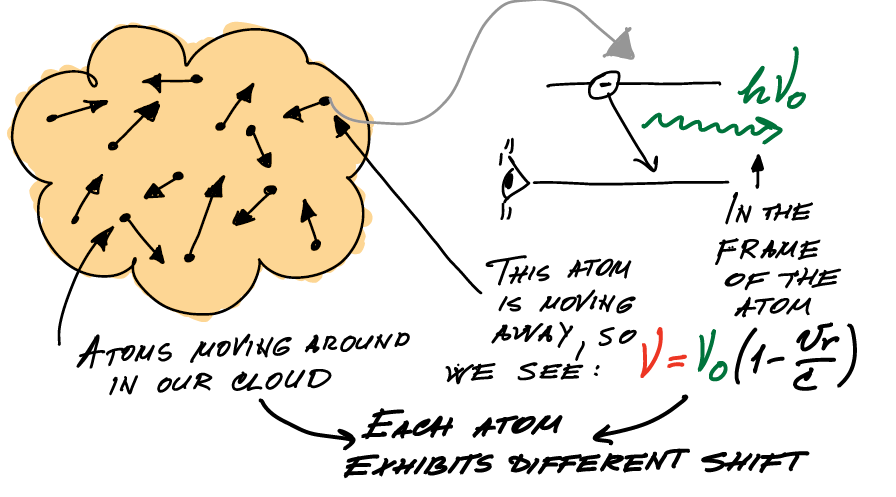 hν₀
IN THE
FRAME
OF THE
ATOM
THIS ATOM
IS MOVING
AWAY, SO
WE SEE: ν = ν₀(1 - vr/c)
ATOMS MOVING AROUND
IN OUR CLOUD
EACH ATOM
EXHIBITS DIFFERENT SHIFT